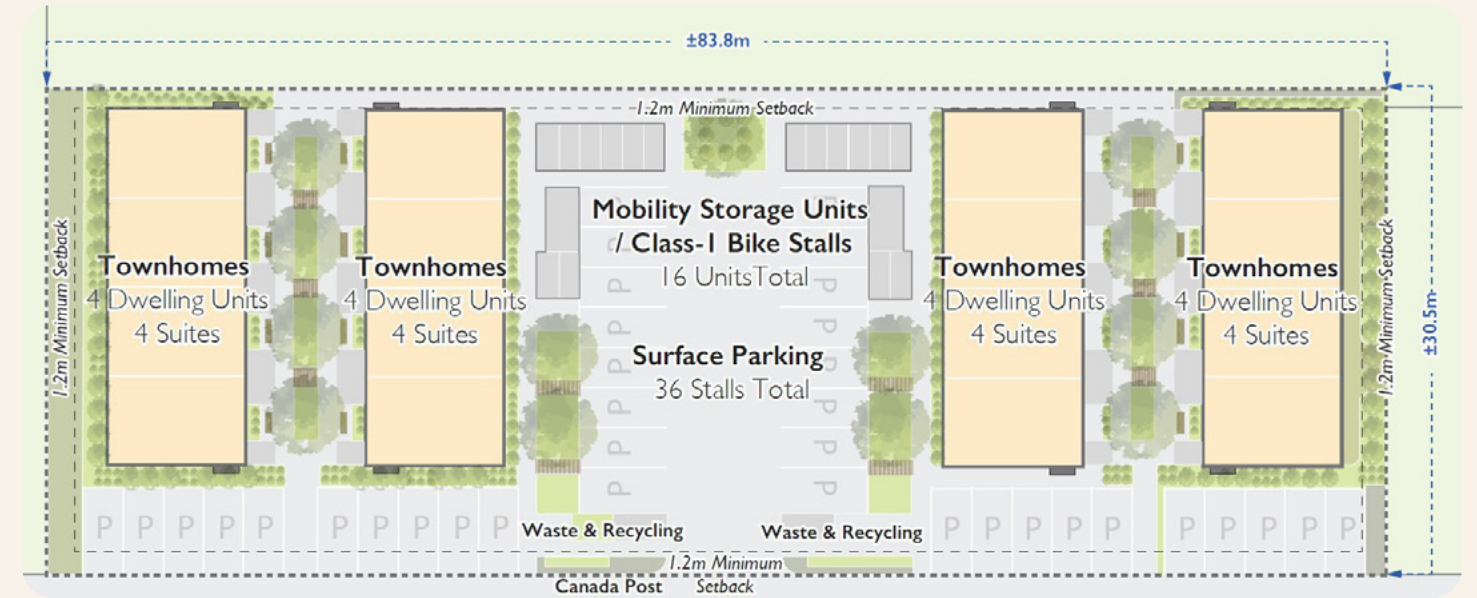 ±83.8m
1.2m Minimum Setback
Mobility Storage Units
/ Class-1 Bike Stalls
16 UnitsTotal
1.2m Minimum Setback
Townhomes
4 Dwelling Units
4 Suites
Townhomes
4 Dwelling Units
4 Suites
Surface Parking
36 Stalls Total
Townhomes
4 Dwelling Units
4 Suites
Townhomes
4 Dwelling Units
4 Suites
1.2m Minimum Setback
±30.5m
P
P
P
P
P
P
P
P
P
P
P
P
P
P
P P P P P
P P P P P
Waste & Recycling
Waste & Recycling
P P P P P
P P P P P
1.2m Minimum
Setback
Canada Post